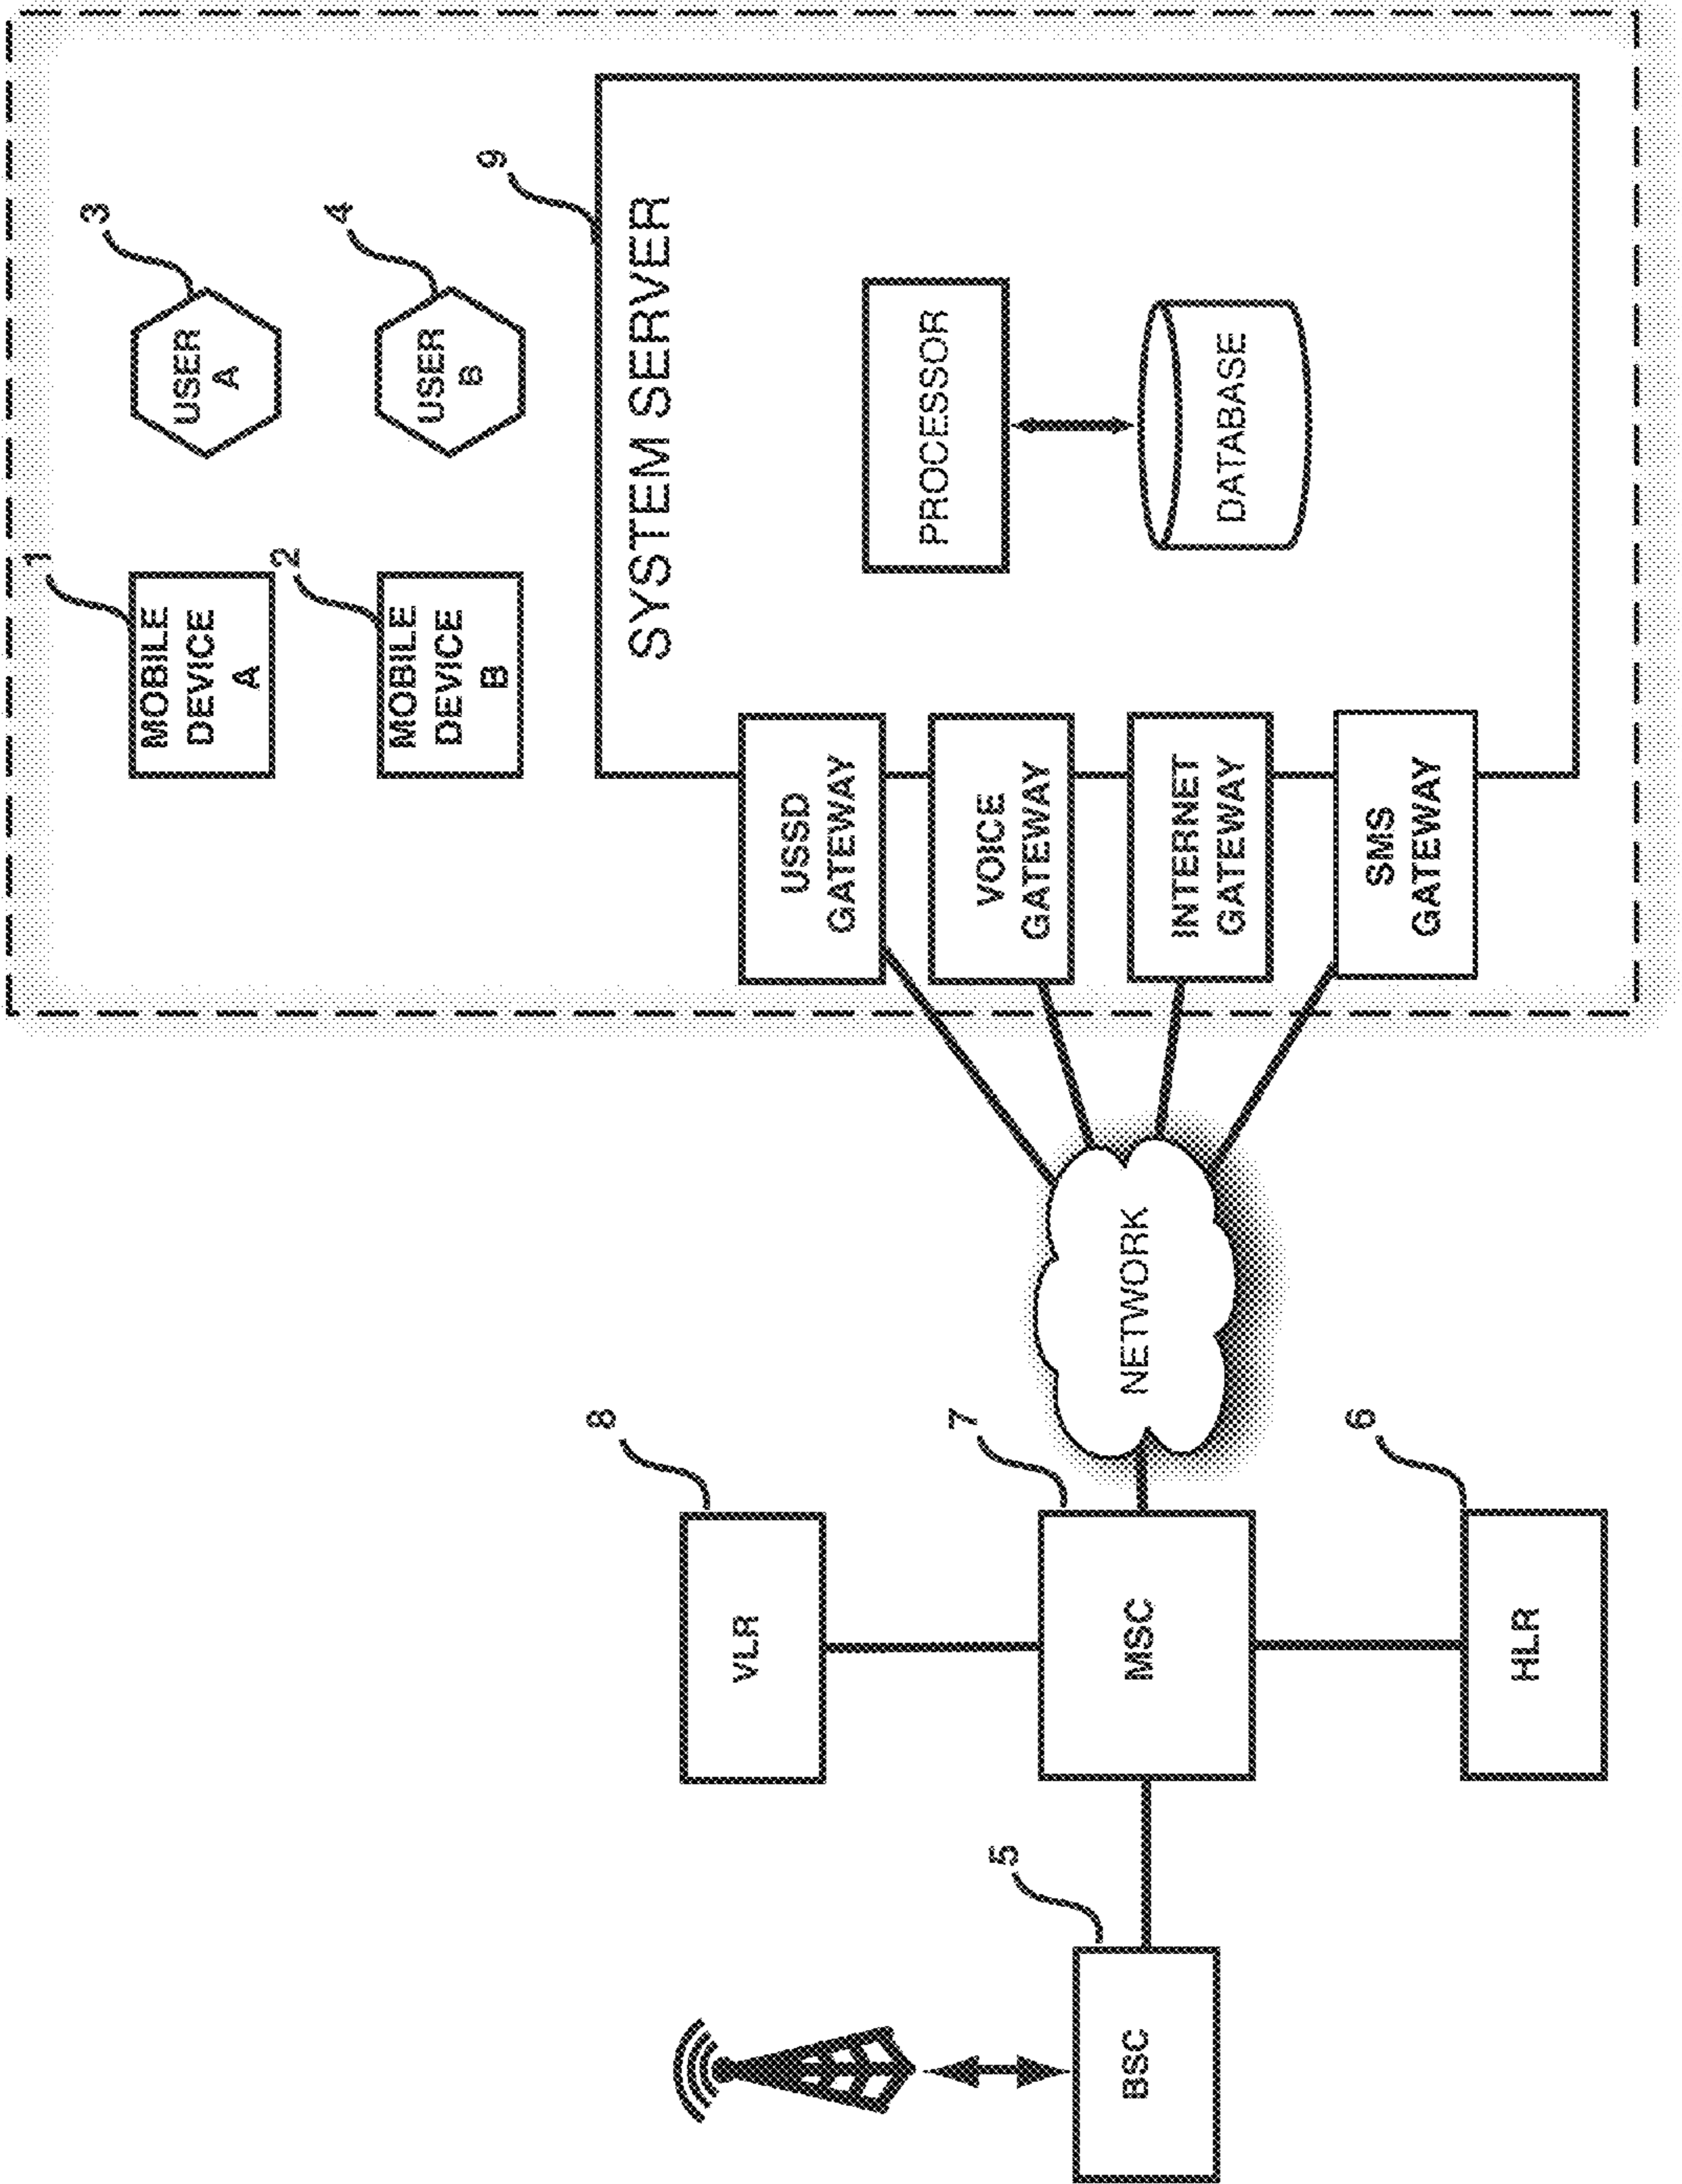 1
MOBILE
DEVICE
A
3
USER
A
2
MOBILE
DEVICE
B
4
USER
B
9
SYSTEM SERVER
USSD
GATEWAY
VOICE
GATEWAY
INTERNET
GATEWAY
SMS
GATEWAY
PROCESSOR
DATABASE
NETWORK
8
VLR
7
MSC
6
HLR
5
BSC